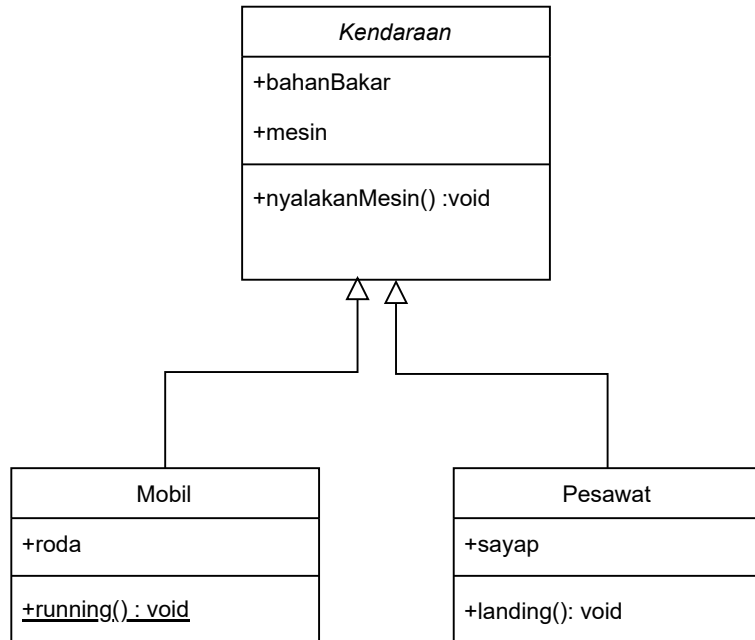 Kendaraan
+bahanBakar
+mesin
+nyalakanMesin() :void
Mobil
+roda
+running() : void
Pesawat
+sayap
+landing(): void